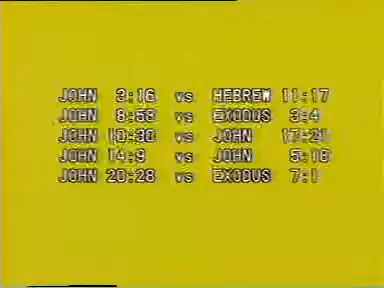 JOHN 3:16 vs HEBREW 11:17
JOHN 8:58 vs EXODUS 3:4
JOHN 10:30 vs JOHN 17:21
JOHN 14:9 vs JOHN 5:18
JOHN 20:28 vs EXODUS 7:1